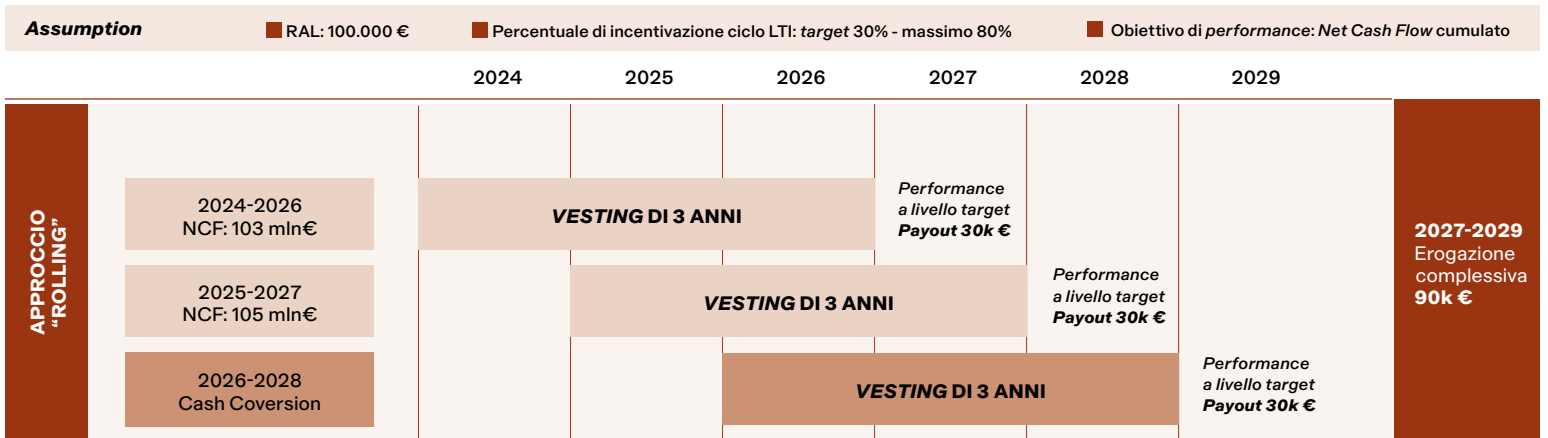 Assumption
RAL: 100.000 €
Percentuale di incentivazione ciclo LTI: target 30% - massimo 80%
Obiettivo di performance: Net Cash Flow cumulato
2024
2025
2026
2027
2028
2029
APPROCCIO
“ROLLING”
2024-2026
NCF: 103 mln€
VESTING DI 3 ANNI
Performance
a livello target
Payout 30k €
2025-2027
NCF: 105 mln€
VESTING DI 3 ANNI
Performance
a livello target
Payout 30k €
2026-2028
Cash Coversion
VESTING DI 3 ANNI
Performance
a livello target
Payout 30k €
2027-2029
Erogazione
complessiva
90k €